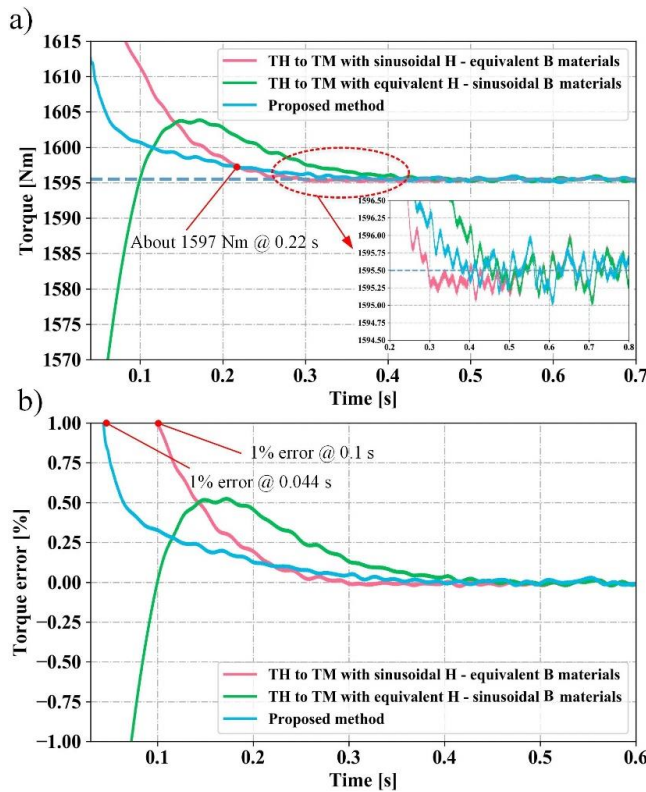 a)
1615
1610
1605
1600
1595
1590
1585
1580
1575
1570
Torque [Nm]
TH to TM with sinusoidal H - equivalent B materials
TH to TM with equivalent H - sinusoidal B materials
Proposed method
About 1597 Nm @ 0.22 s
1596.50
1596.25
1596.00
1595.75
1595.50
1595.25
1595.00
1594.75
1594.50
0.2 0.3 0.4 0.5 0.6 0.7 0.8
0.1 0.2 0.3 0.4 0.5 0.6 0.7
Time [s]
b)
1.00
0.75
0.50
0.25
0.00
−0.25
−0.50
−0.75
−1.00
Torque error [%]
1% error @ 0.1 s
1% error @ 0.044 s
TH to TM with sinusoidal H - equivalent B materials
TH to TM with equivalent H - sinusoidal B materials
Proposed method
0.1 0.2 0.3 0.4 0.5 0.6
Time [s]